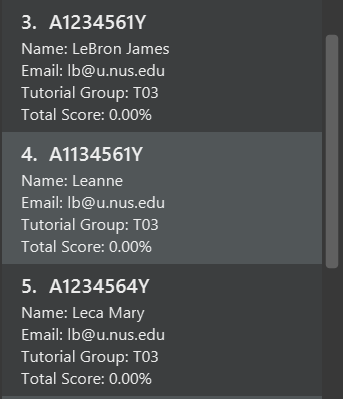 3. A1234561Y
Name: LeBron James
Email: lb@u.nus.edu
Tutorial Group: T03
Total Score: 0.00%
4. A1134561Y
Name: Leanne
Email: lb@u.nus.edu
Tutorial Group: T03
Total Score: 0.00%
5. A1234564Y
Name: Leca Mary
Email: lb@u.nus.edu
Tutorial Group: T03
Total Score: 0.00%